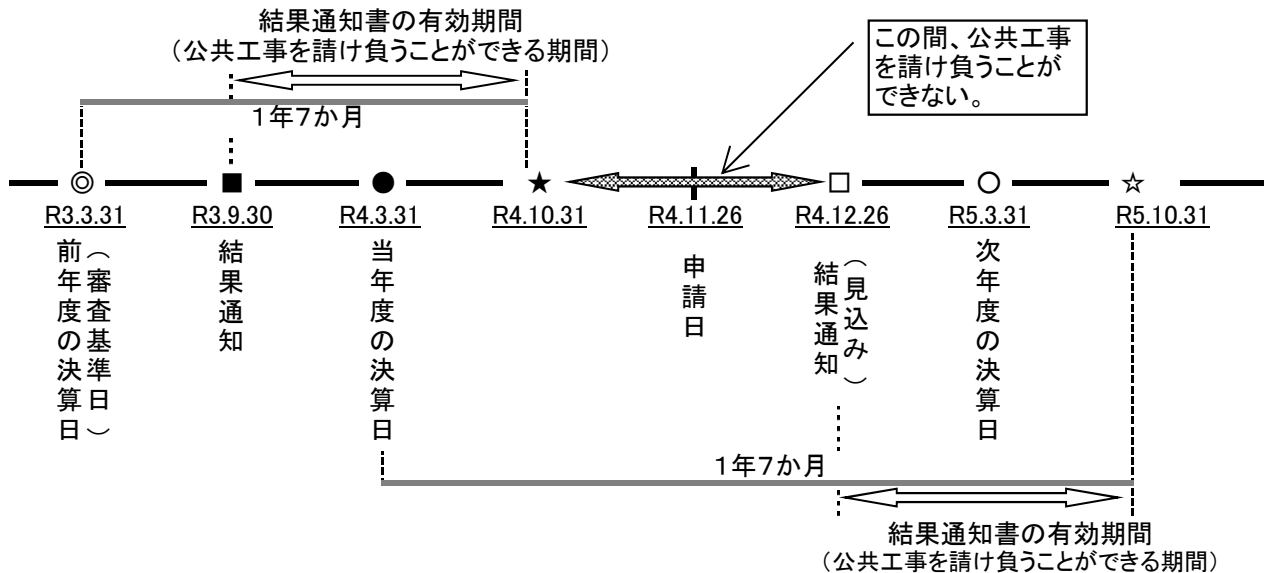 結果通知書の有効期間
（公共工事を請け負うことができる期間）
この間、公共工事
を請け負うことが
できない。
１年７か月
◎
■
●
★
□
○
☆
R3.3.31
R3.9.30
R4.3.31
R4.10.31
R4.11.26
R4.12.26
R5.3.31
R5.10.31
前年度の決算日
（審査基準日）
結果通知
当年度の決算日
申請日
結果通知
（見込み）
次年度の決算日
１年７か月
結果通知書の有効期間
（公共工事を請け負うことができる期間）